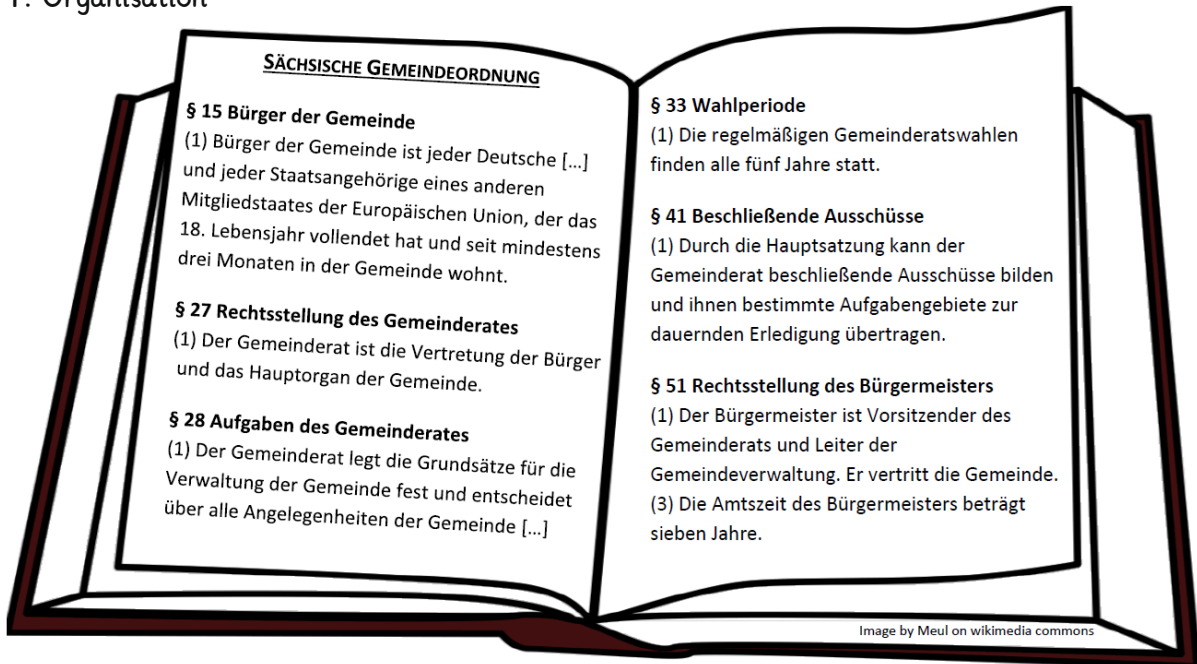 1. Organisation
SÄCHSISCHE GEMEINDEORDNUNG
§ 15 Bürger der Gemeinde
(1) Bürger der Gemeinde ist jeder Deutsche [...]
und jeder Staatsangehörige eines anderen
Mitgliedstaates der Europäischen Union, der das
18. Lebensjahr vollendet hat und seit mindestens
drei Monaten in der Gemeinde wohnt.
§ 27 Rechtsstellung des Gemeinderates
(1) Der Gemeinderat ist die Vertretung der Bürger
und das Hauptorgan der Gemeinde.
§ 28 Aufgaben des Gemeinderates
(1) Der Gemeinderat legt die Grundsätze für die
Verwaltung der Gemeinde fest und entscheidet
über alle Angelegenheiten der Gemeinde [...]
§ 33 Wahlperiode
(1) Die regelmäßigen Gemeinderatswahlen
finden alle fünf Jahre statt.
§ 41 Beschließende Ausschüsse
(1) Durch die Hauptsatzung kann der
Gemeinderat beschließende Ausschüsse bilden
und ihnen bestimmte Aufgabengebiete zur
dauernden Erledigung übertragen.
§ 51 Rechtsstellung des Bürgermeisters
(1) Der Bürgermeister ist Vorsitzender des
Gemeinderats und Leiter der
Gemeindeverwaltung. Er vertritt die Gemeinde.
(3) Die Amtszeit des Bürgermeisters beträgt
sieben Jahre.
Image by Meul on wikimedia commons